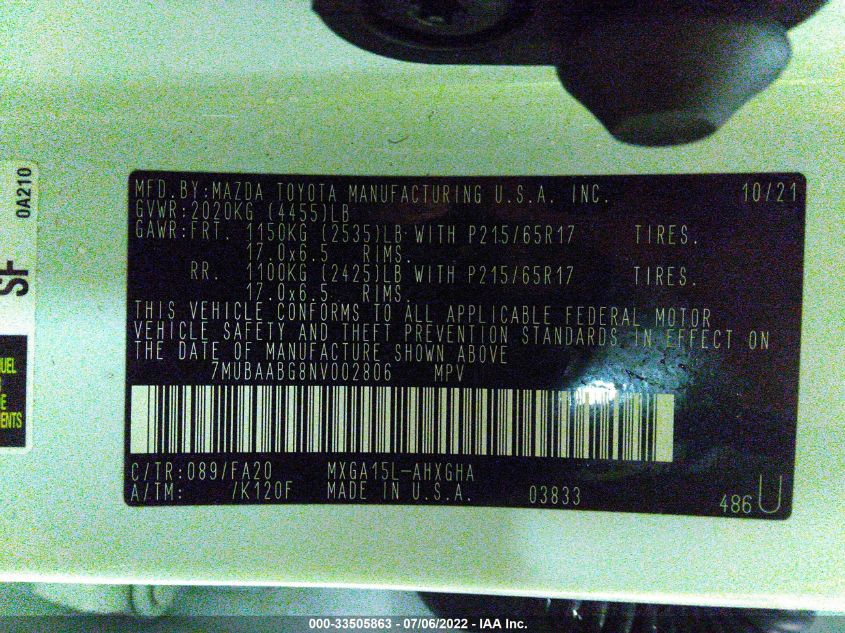 MFD.BY:MAZDA TOYOTA MANUFACTURING U.S.A. INC. 10/21
GVWR:2020KG (4455)LB
GAWR:FRT. 1150KG (2535)LB WITH P215/65R17 TIRES.
17.0x6.5 RIMS.
RR. 1100KG (2425)LB WITH P215/65R17 TIRES.
17.0x6.5 RIMS.
THIS VEHICLE CONFORMS TO ALL APPLICABLE FEDERAL MOTOR
VEHICLE SAFETY AND THEFT PREVENTION STANDARDS IN EFFECT ON
THE DATE OF MANUFACTURE SHOWN ABOVE
7MUBAABG8NV002806 MPV
C/TR:089/FA20 MXGA15L-AHXGHA
A/TM: /K120F MADE IN U.S.A. 03833
486 U
0A210
000-33505863 - 07/06/2022 - IAA Inc.